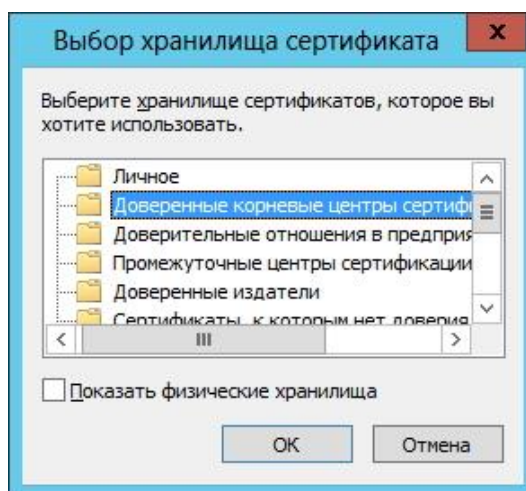 Выбор хранилища сертификата
x
Выберите хранилище сертификатов, которое вы
хотите использовать.
Личное
Доверенные корневые центры сертифи
Доверительные отношения в предприя
Промежуточные центры сертификации
Доверенные издатели
Сертификаты, к которым нет доверия
Показать физические хранилища
ОК
Отмена